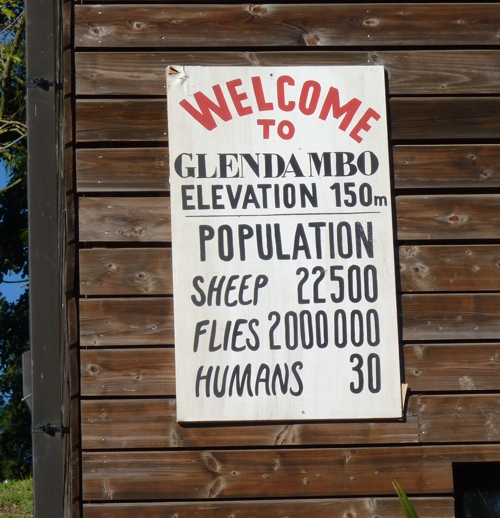 WELCOME
TO
GLENDAMBO
ELEVATION 150m
POPULATION
SHEEP 22500
FLIES 2000000
HUMANS 30